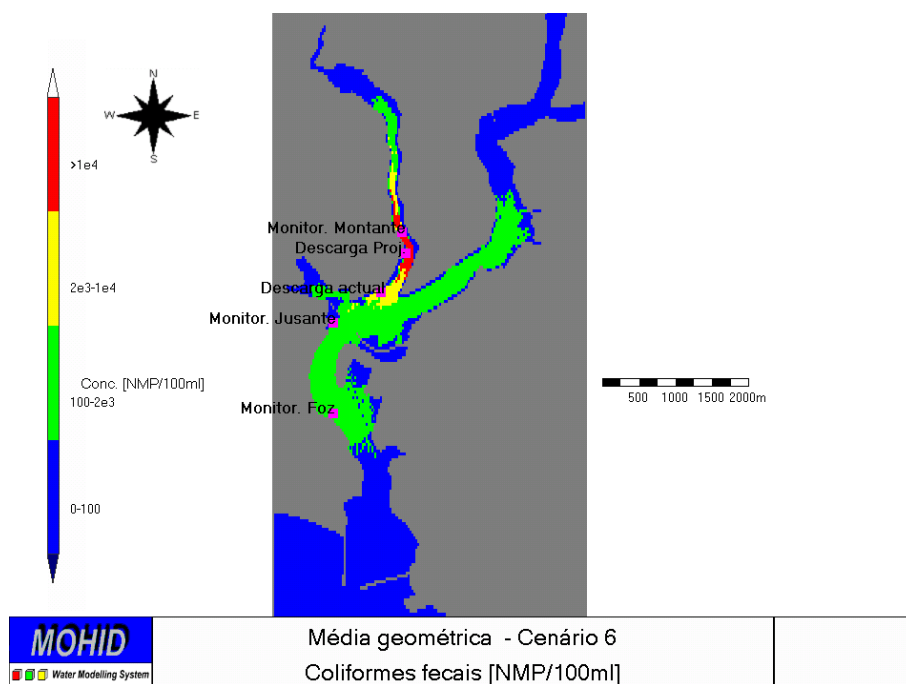 N
W
E
S
>1e4
2e3-1e4
Conc. [NMP/100ml]
100-2e3
0-100
Monitor. Montante
Descarga Proj
Descarga actual
Monitor. Jusante
Monitor. Foz
500 1000 1500 2000m
MOHID
Water Modelling System
Média geométrica - Cenário 6
Coliformes fecais [NMP/100ml]